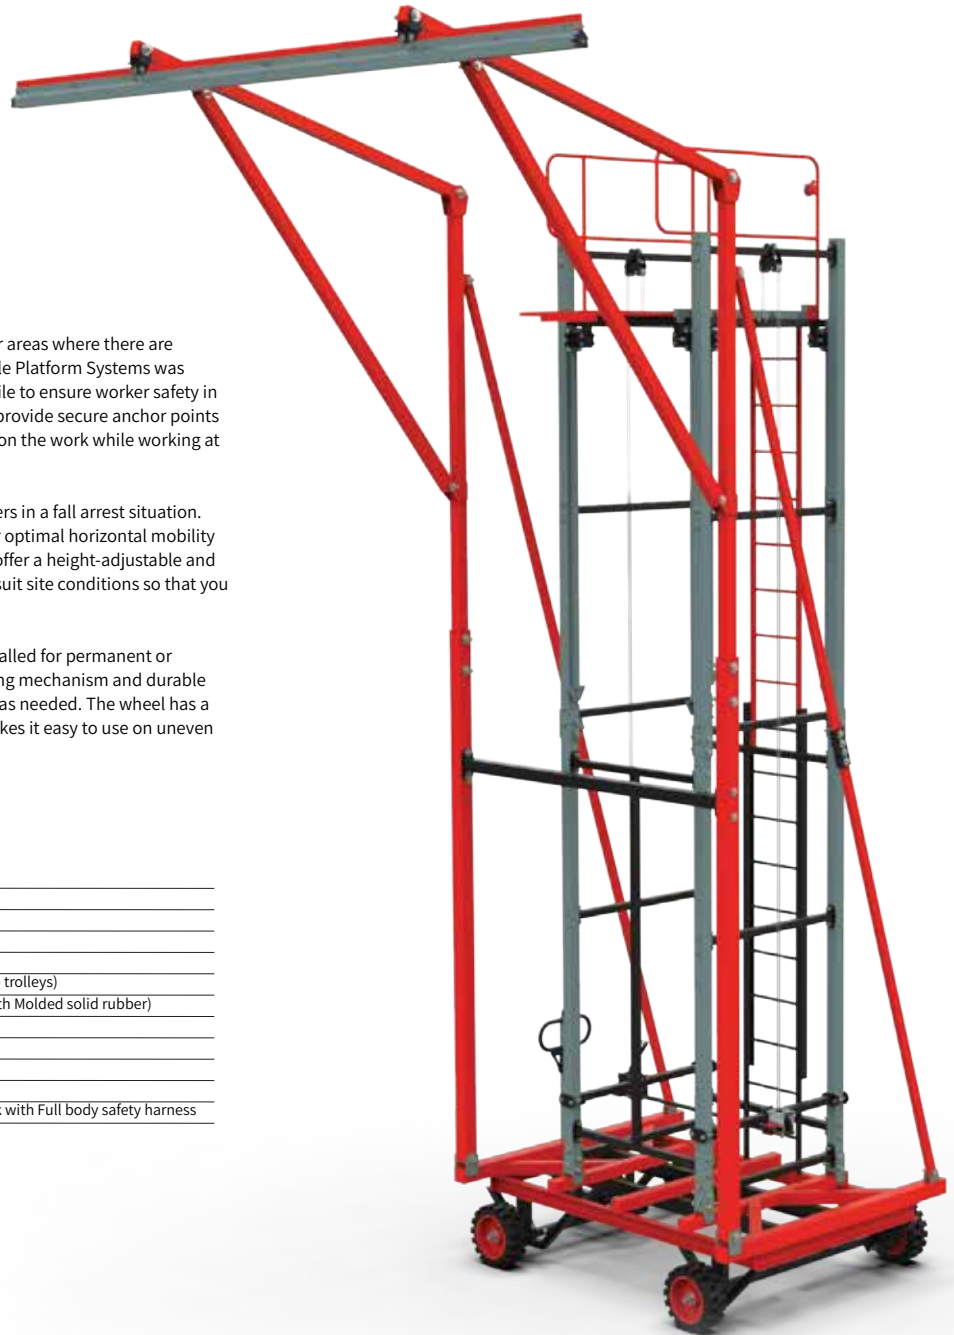 r areas where there are
le Platform Systems was
ile to ensure worker safety in
provide secure anchor points
on the work while working at
ers in a fall arrest situation.
r optimal horizontal mobility
offer a height-adjustable and
suit site conditions so that you
alled for permanent or
ng mechanism and durable
as needed. The wheel has a
kes it easy to use on uneven
trolleys)
th Molded solid rubber)
k with Full body safety harness